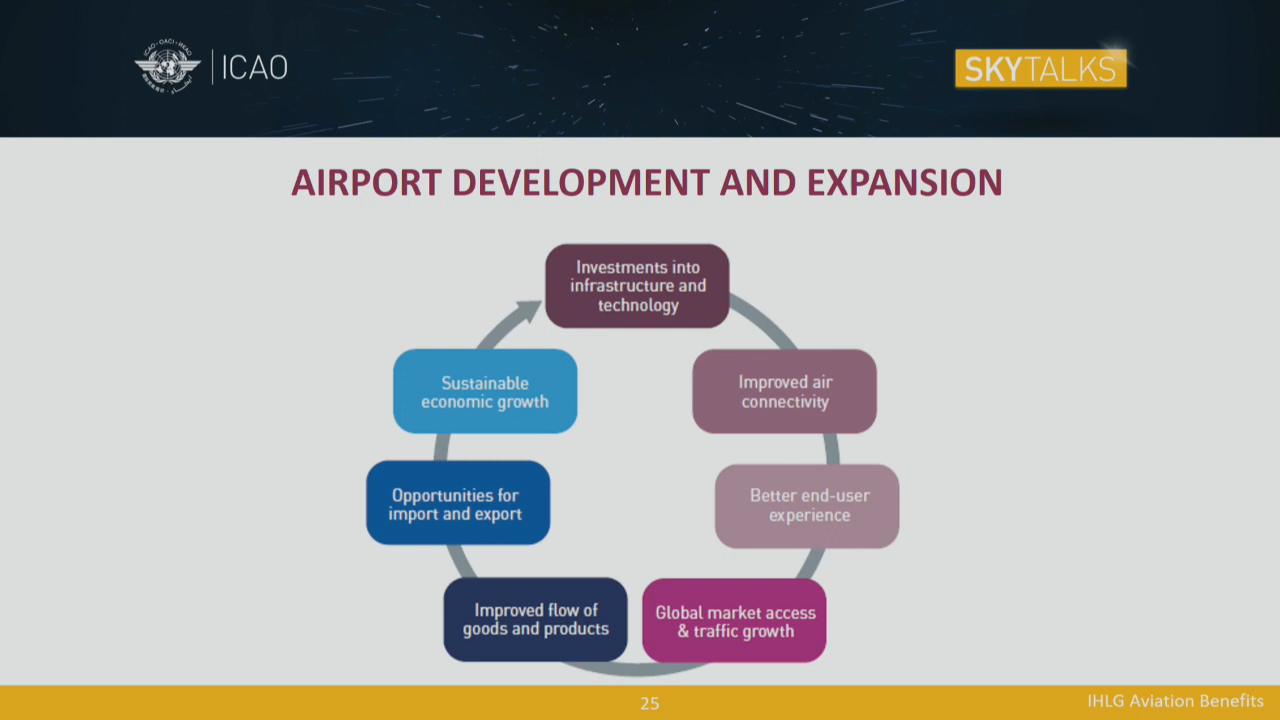 ICAO
SKYTALKS
AIRPORT DEVELOPMENT AND EXPANSION
Investments into
infrastructure and
technology
Improved air
connectivity
Better end-user
experience
Global market access
& traffic growth
Improved flow of
goods and products
Opportunities for
import and export
Sustainable
economic growth
25
IHLG Aviation Benefits